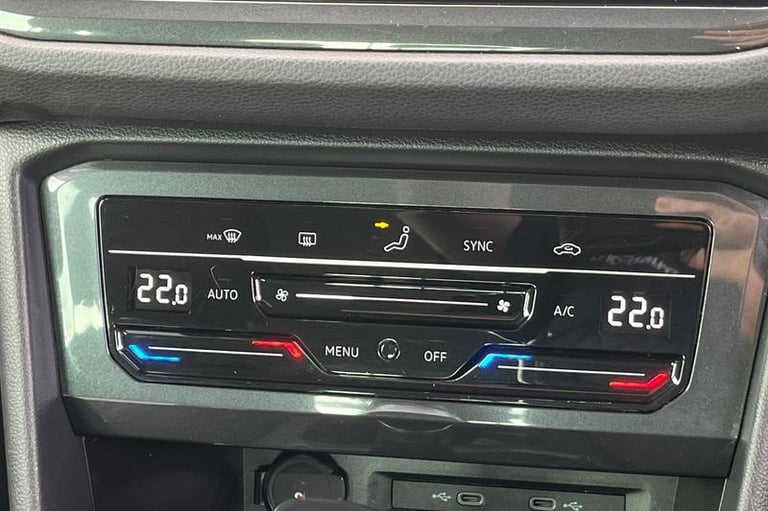 MAX
SYNC
22.0 AUTO A/C 22.0
MENU OFF